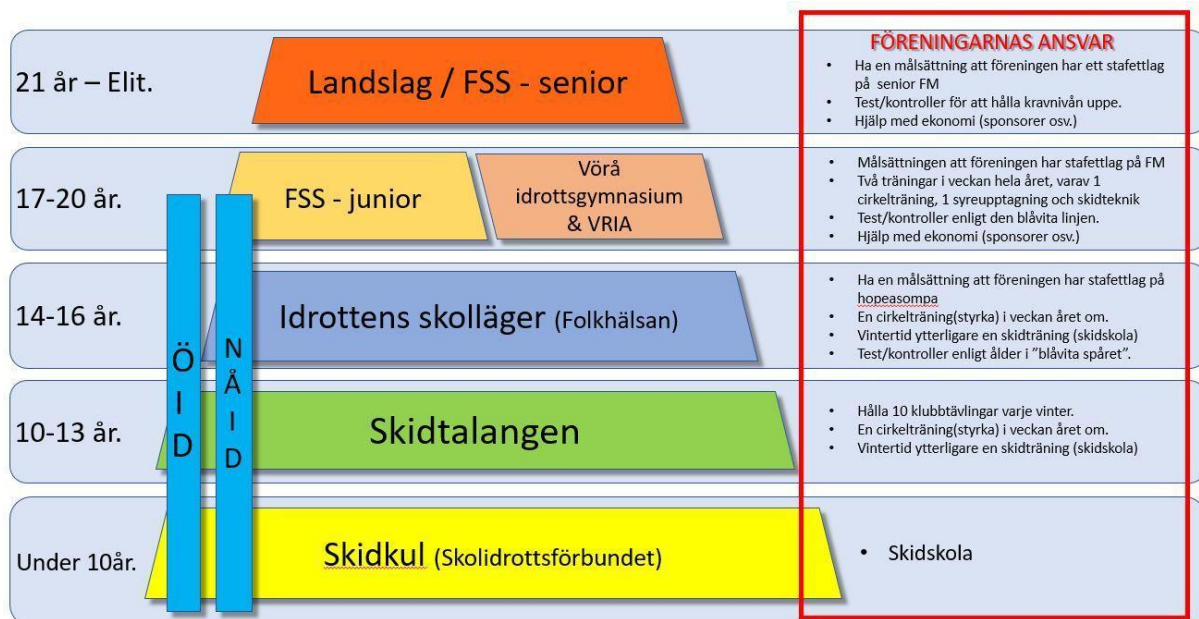 FÖRENINGARNAS ANSVAR
21 år – Elit.
Landslag / FSS - senior
• Ha en målsättning att föreningen har ett stafettlag
på senior FM
• Test/kontroller för att hålla kravnivån uppe.
• Hjälp med ekonomi (sponsorer osv.)
17-20 år.
FSS - junior
Vörå
idrottsgymnasium
& VRIA
• Målsättningen att föreningen har stafettlag på FM
• Två träningar i veckan hela året, varav 1
cirkelträning, 1 syreupptagning och skidteknik
• Test/kontroller enligt den blåvita linjen.
• Hjälp med ekonomi (sponsorer osv.)
14-16 år.
Idrottens skolläger (Folkhälsan)
• Ha en målsättning att föreningen har stafettlag på
hopeasompa
• En cirkelträning(styrka) i veckan året om.
• Vintertid ytterligare en skidträning (skidskola)
• Test/kontroller enligt ålder i ”blåvita spåret”.
Ö
I
D
N
Å
I
D
10-13 år.
Skidtalangen
• Hålla 10 klubbtävlingar varje vinter.
• En cirkelträning(styrka) i veckan året om.
• Vintertid ytterligare en skidträning (skidskola)
Under 10år.
Skidkul (Skolidrottsförbundet)
• Skidskola